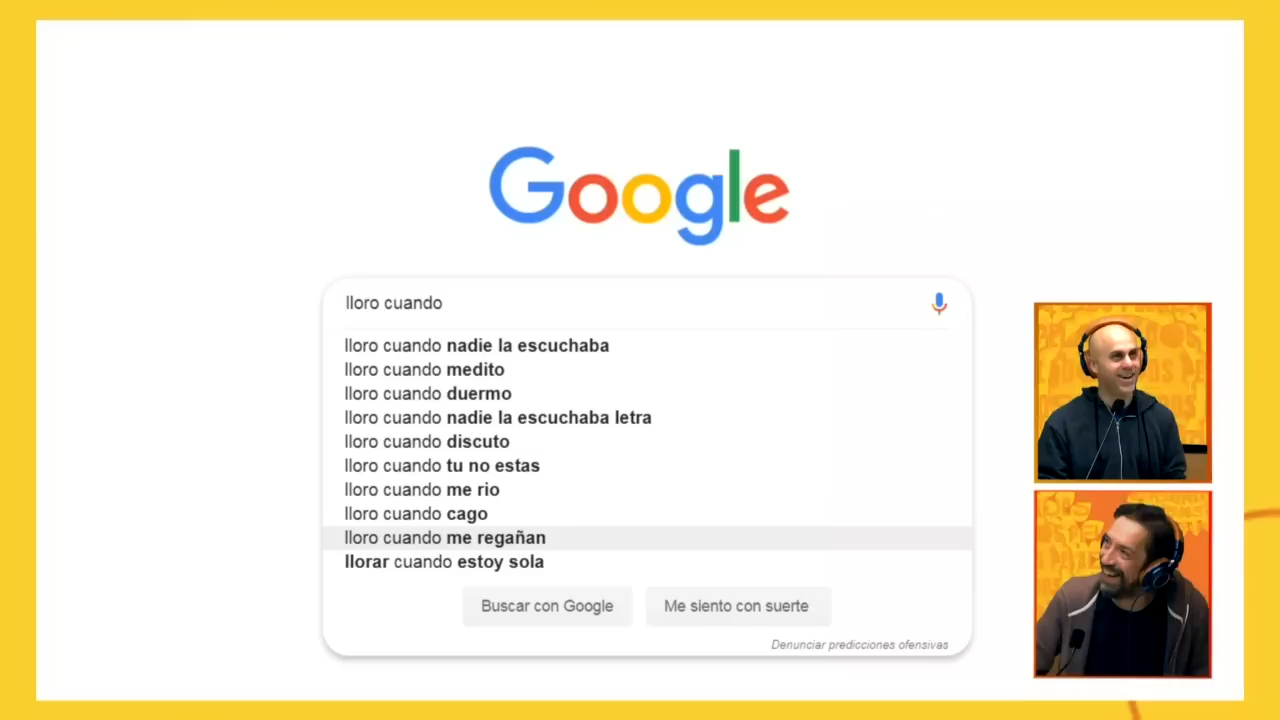 Google
lloro cuando
lloro cuando nadie la escuchaba
lloro cuando medito
lloro cuando duermo
lloro cuando nadie la escuchaba letra
lloro cuando discuto
lloro cuando tu no estas
lloro cuando me rio
lloro cuando cago
lloro cuando me regañan
llorar cuando estoy sola
Buscar con Google
Me siento con suerte
Denunciar predicciones ofensivas